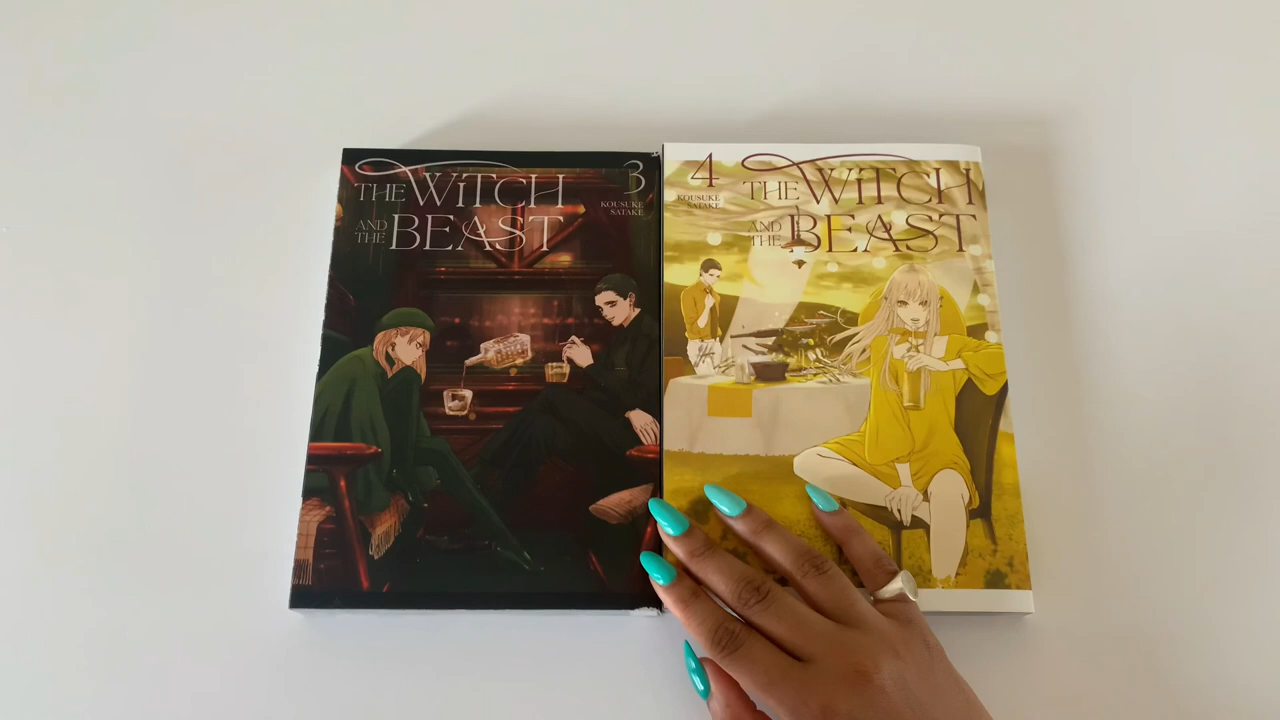 THE WITCH
AND THE BEAST
3
KOUSUKE
SATAKE
4
KOUSUKE
SATAKE
THE WITCH
AND THE BEAST